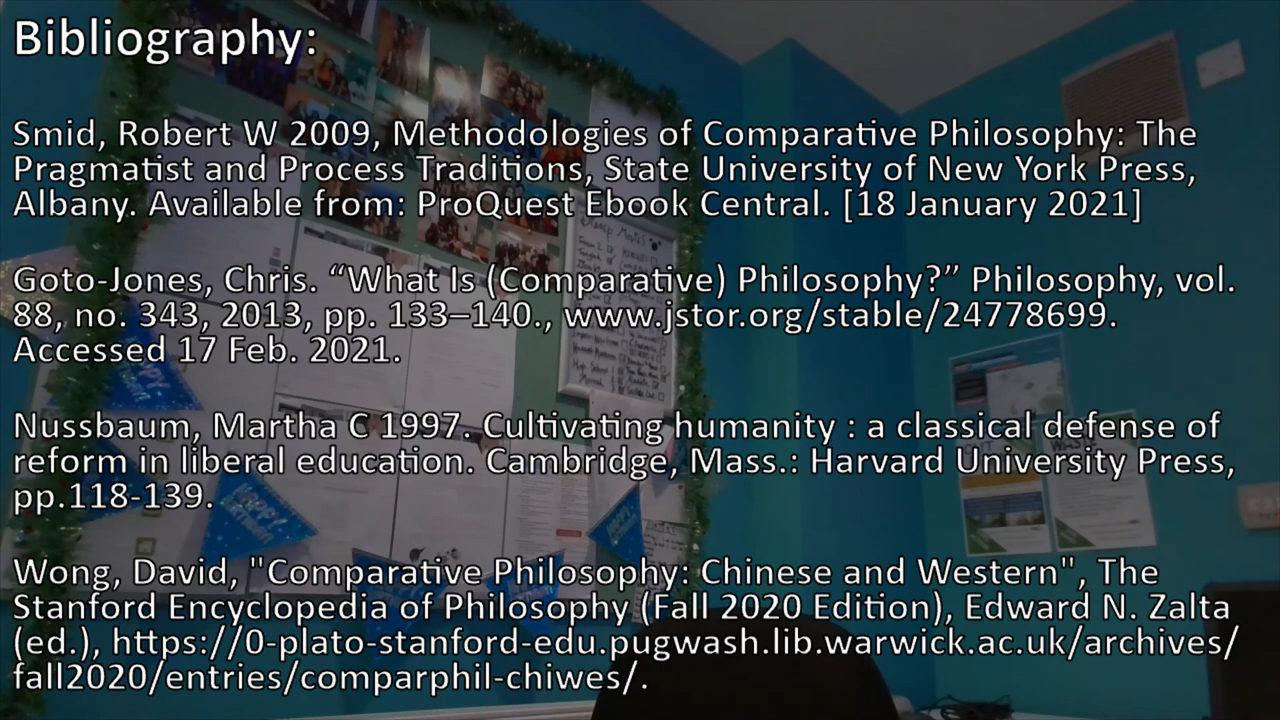 Bibliography:
Smid, Robert W 2009, Methodologies of Comparative Philosophy: The
Pragmatist and Process Traditions, State University of New York Press,
Albany. Available from: ProQuest Ebook Central. [18 January 2021]
Goto-Jones, Chris. “What Is (Comparative) Philosophy?” Philosophy, vol.
88, no. 343, 2013, pp. 133–140., www.jstor.org/stable/24778699.
Accessed 17 Feb. 2021.
Nussbaum, Martha C 1997. Cultivating humanity : a classical defense of
reform in liberal education. Cambridge, Mass.: Harvard University Press,
pp.118-139.
Wong, David, "Comparative Philosophy: Chinese and Western", The
Stanford Encyclopedia of Philosophy (Fall 2020 Edition), Edward N. Zalta
(ed.), https://0-plato-stanford-edu.pugwash.lib.warwick.ac.uk/archives/
fall2020/entries/comparphil-chiwes/.